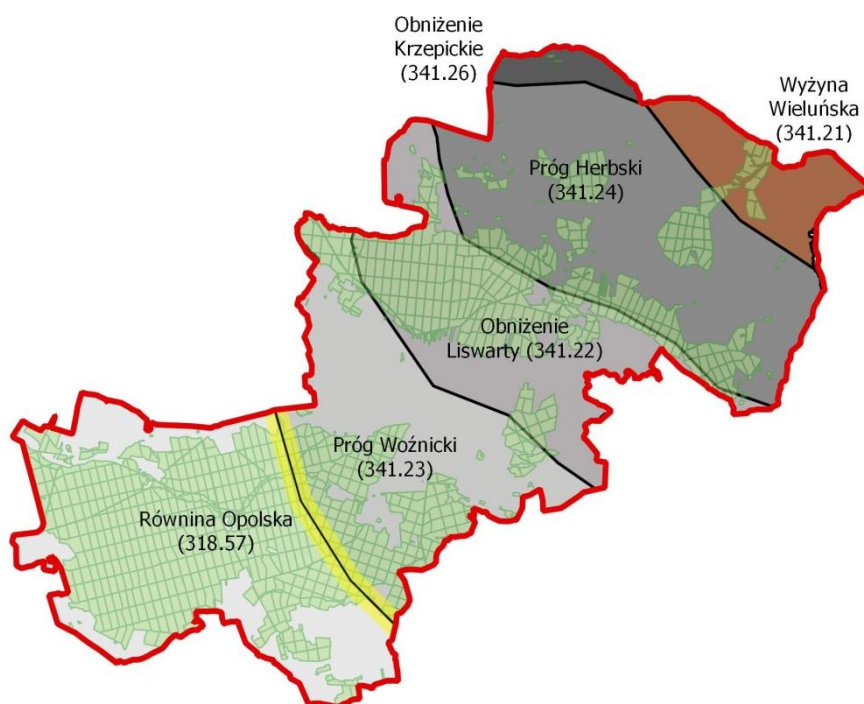 Obniżenie
Krzepickie
(341.26)
Wyżyna
Wieluńska
(341.21)
Próg Herbski
(341.24)
Obniżenie
Liswarty (341.22)
Próg Woźnicki
(341.23)
Równina Opolska
(318.57)